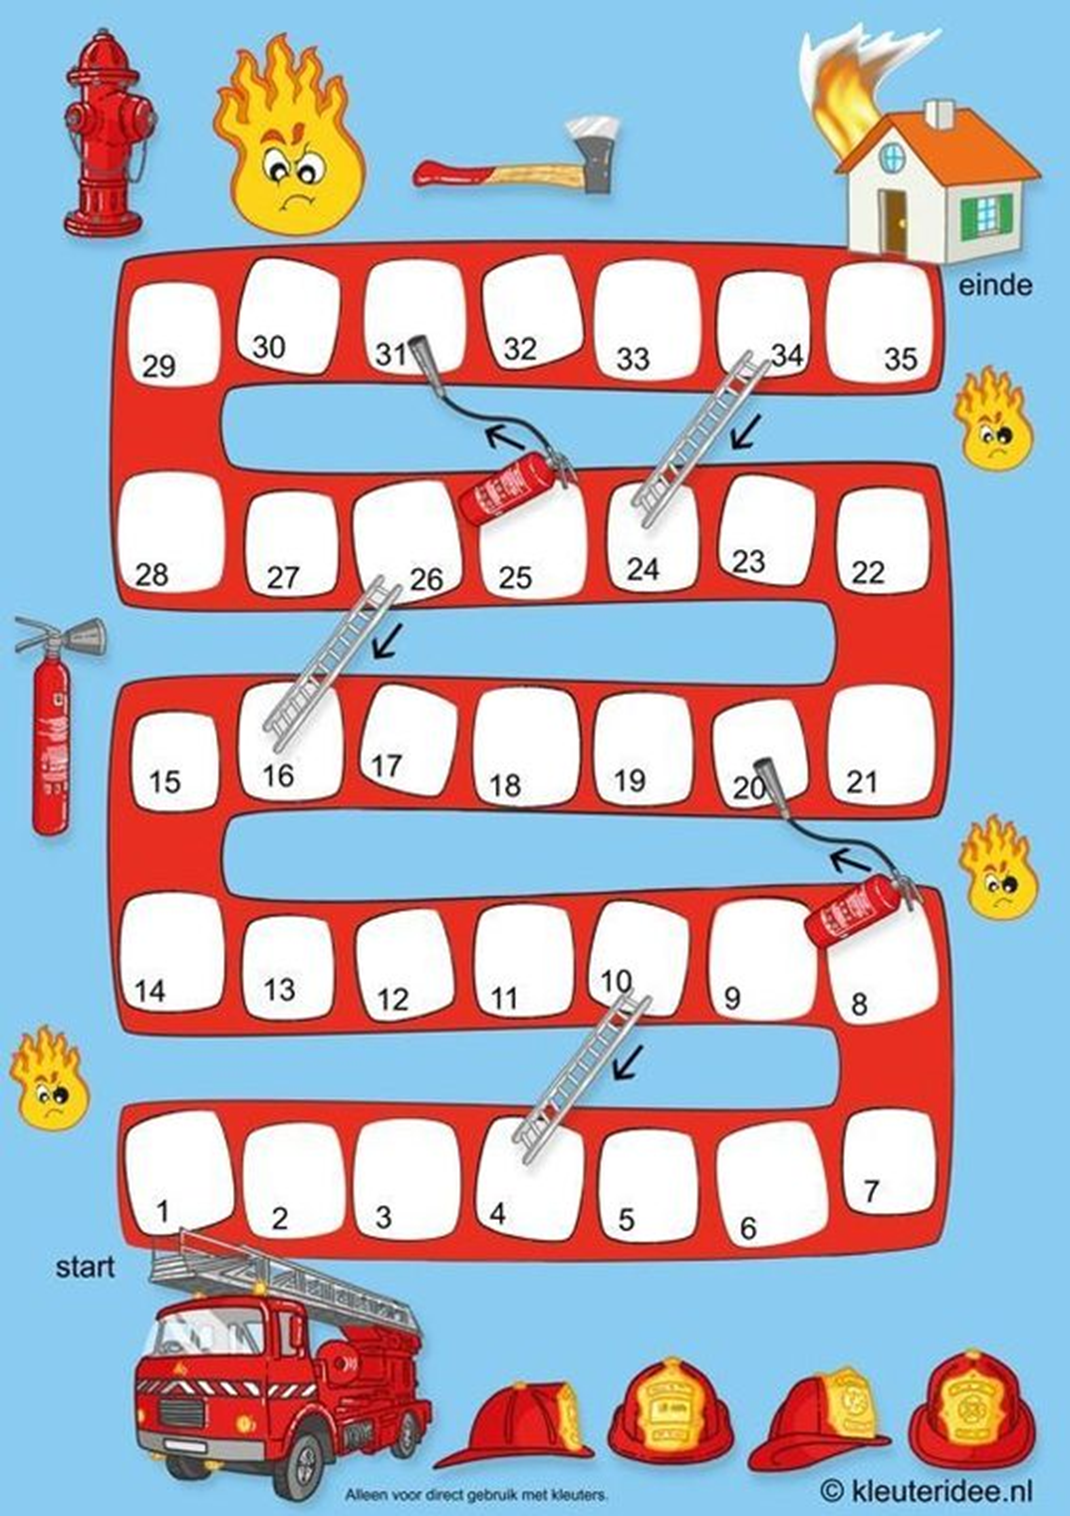 einde
29 30 31 32 33 34 35
28 27 26 25 24 23 22
15 16 17 18 19 20 21
14 13 12 11 10 9 8
1 2 3 4 5 6 7
start
Alleen voor direct gebruik met kleuters.
© kleuteridee.nl